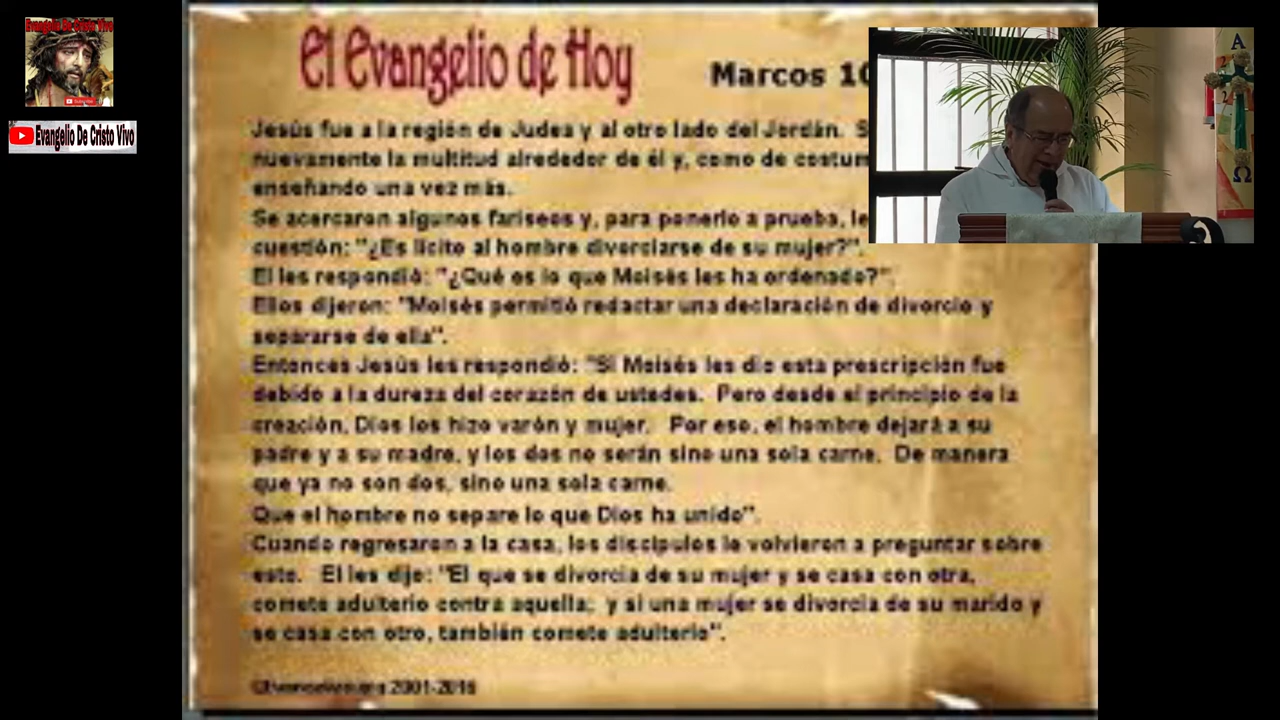 Evangelio De Cristo Vivo
Evangelio De Cristo Vivo
El Evangelio de Hoy
Marcos 10
Jesús fue a la región de Judea y al otro lado del Jordán. S
nuevamente la multitud alrededor de él y, como de costum
enseñando una vez más.
Se acercaron algunos fariseos y, para ponerlo a prueba, le
cuestión: "¿Es lícito al hombre divorciarse de su mujer?".
El les respondió: "¿Qué es lo que Moisés les ha ordenado?".
Ellos dijeron: "Moisés permitió redactar una declaración de divorcio y
separarse de ella".
Entonces Jesús les respondió: "Si Moisés les dio esta prescripción fue
debido a la dureza del corazón de ustedes. Pero desde el principio de la
creación, Dios los hizo varón y mujer. Por eso, el hombre dejará a su
padre y a su madre, y los dos no serán sino una sola carne. De manera
que ya no son dos, sino una sola carne.
Que el hombre no separe lo que Dios ha unido".
Cuando regresaron a la casa, los discípulos le volvieron a preguntar sobre
esto. El les dijo: "El que se divorcia de su mujer y se casa con otra,
comete adulterio contra aquella; y si una mujer se divorcia de su marido y
se casa con otro, también comete adulterio".
2001-2016
A
Ω